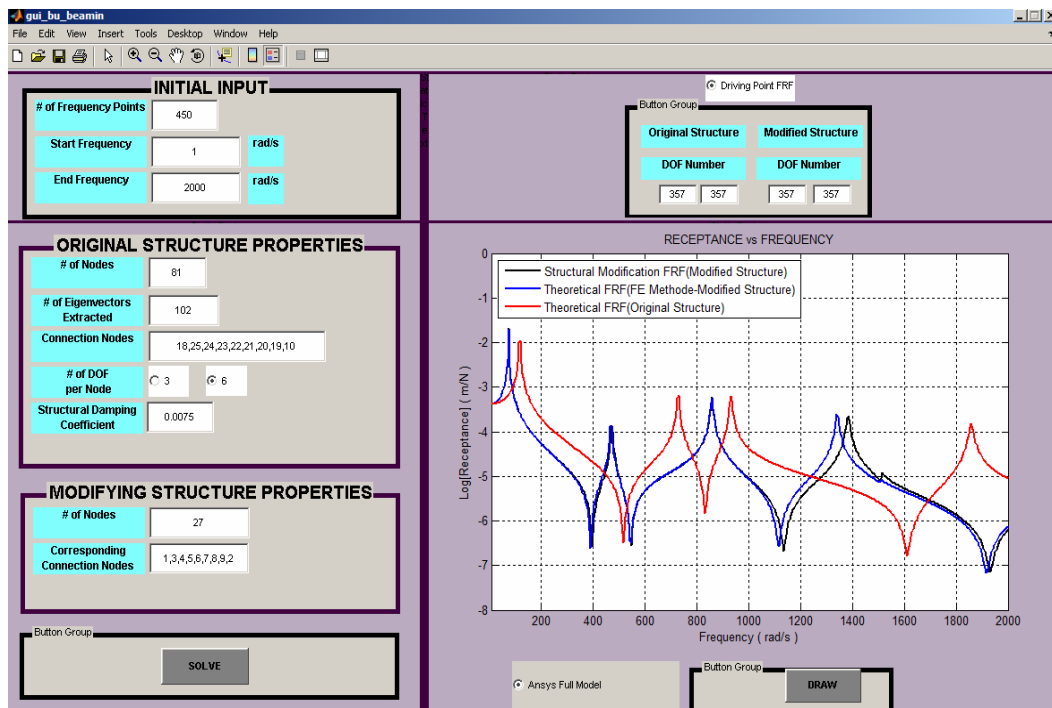 gui_bu_beamin
File Edit View Insert Tools Desktop Window Help
INITIAL INPUT
# of Frequency Points
450
Start Frequency
1
rad/s
End Frequency
2000
rad/s
ORIGINAL STRUCTURE PROPERTIES
# of Nodes
81
# of Eigenvectors
Extracted
102
Connection Nodes
18,25,24,23,22,21,20,19,10
# of DOF
per Node
3
6
Structural Damping
Coefficient
0.0075
MODIFYING STRUCTURE PROPERTIES
# of Nodes
27
Corresponding
Connection Nodes
1,3,4,5,6,7,8,9,2
Button Group
SOLVE
Driving Point FRF
Button Group
Original Structure
Modified Structure
DOF Number
DOF Number
357
357
357
357
RECEPTANCE vs FREQUENCY
Structural Modification FRF(Modified Structure)
Theoretical FRF(FE Methode-Modified Structure)
Theoretical FRF(Original Structure)
Log[Receptance] ( m/N )
0
-1
-2
-3
-4
-5
-6
-7
-8
200 400 600 800 1000 1200 1400 1600 1800 2000
Frequency ( rad/s )
Ansys Full Model
Button Group
DRAW